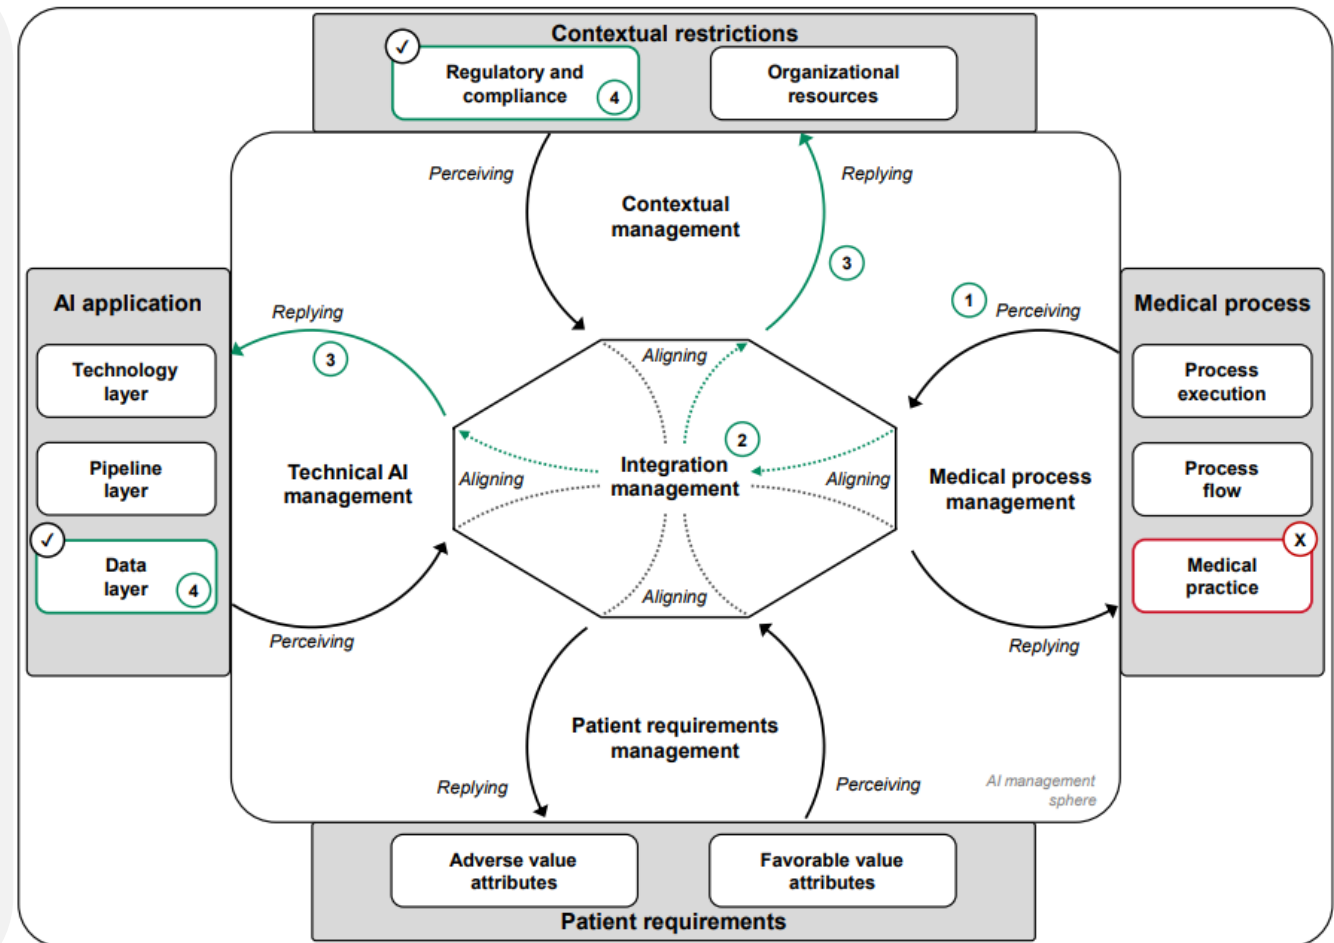 Contextual restrictions
✓
Regulatory and
compliance
4
Organizational
resources
Perceiving
Replying
Contextual
management
3
AI application
Technology
layer
Pipeline
layer
✓
Data
layer
4
Replying
3
Technical AI
management
Perceiving
Aligning
Aligning
2
Integration
management
Aligning
Aligning
1
Perceiving
Medical process
management
Replying
Medical process
Process
execution
Process
flow
X
Medical
practice
Patient requirements
management
Replying
Perceiving
AI management
sphere
Adverse value
attributes
Favorable value
attributes
Patient requirements